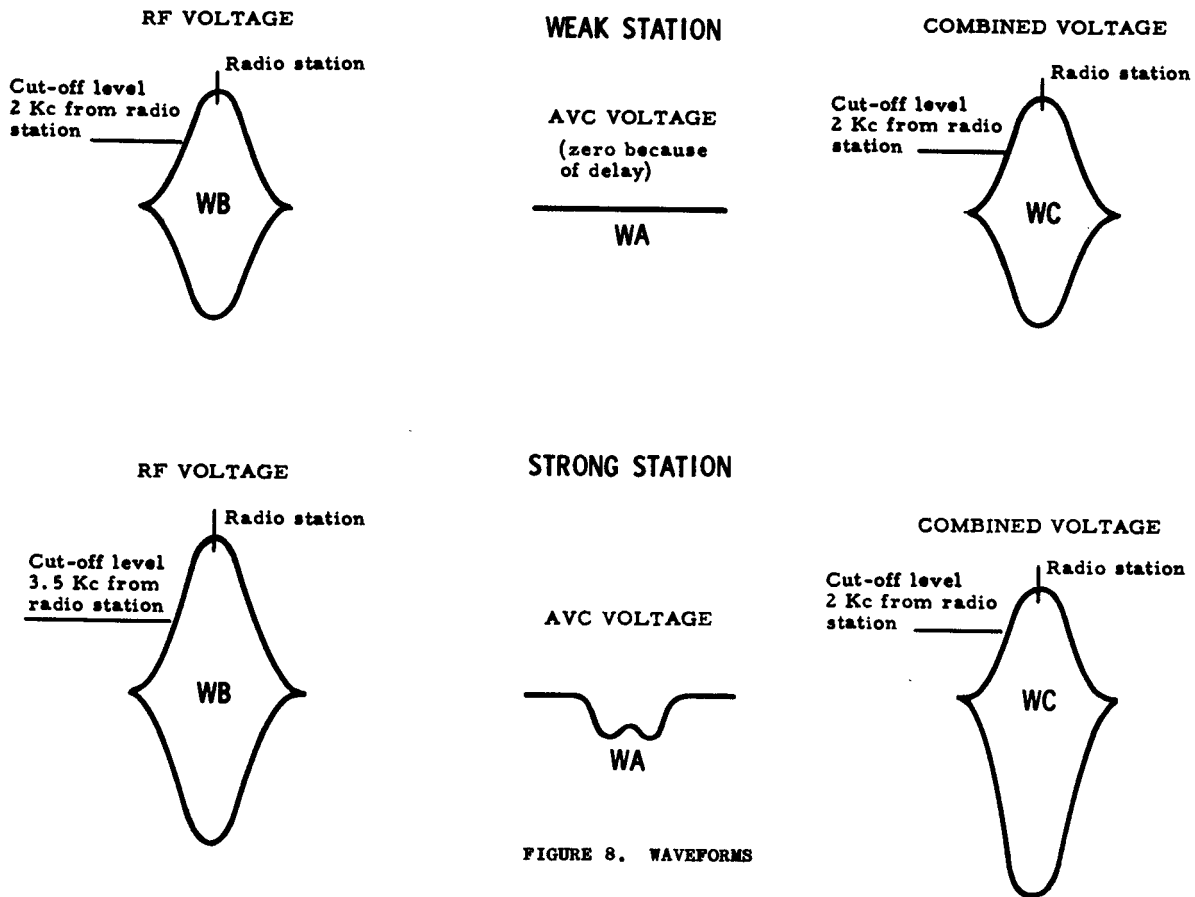 RF VOLTAGE
Radio station
Cut-off level
2 Kc from radio
station
WB
WEAK STATION
AVC VOLTAGE
(zero because
of delay)
WA
COMBINED VOLTAGE
Radio station
Cut-off level
2 Kc from radio
station
WC
RF VOLTAGE
Radio station
Cut-off level
3.5 Kc from
radio station
WB
STRONG STATION
AVC VOLTAGE
WA
COMBINED VOLTAGE
Radio station
Cut-off level
2 Kc from radio
station
WC
FIGURE 8. WAVEFORMS